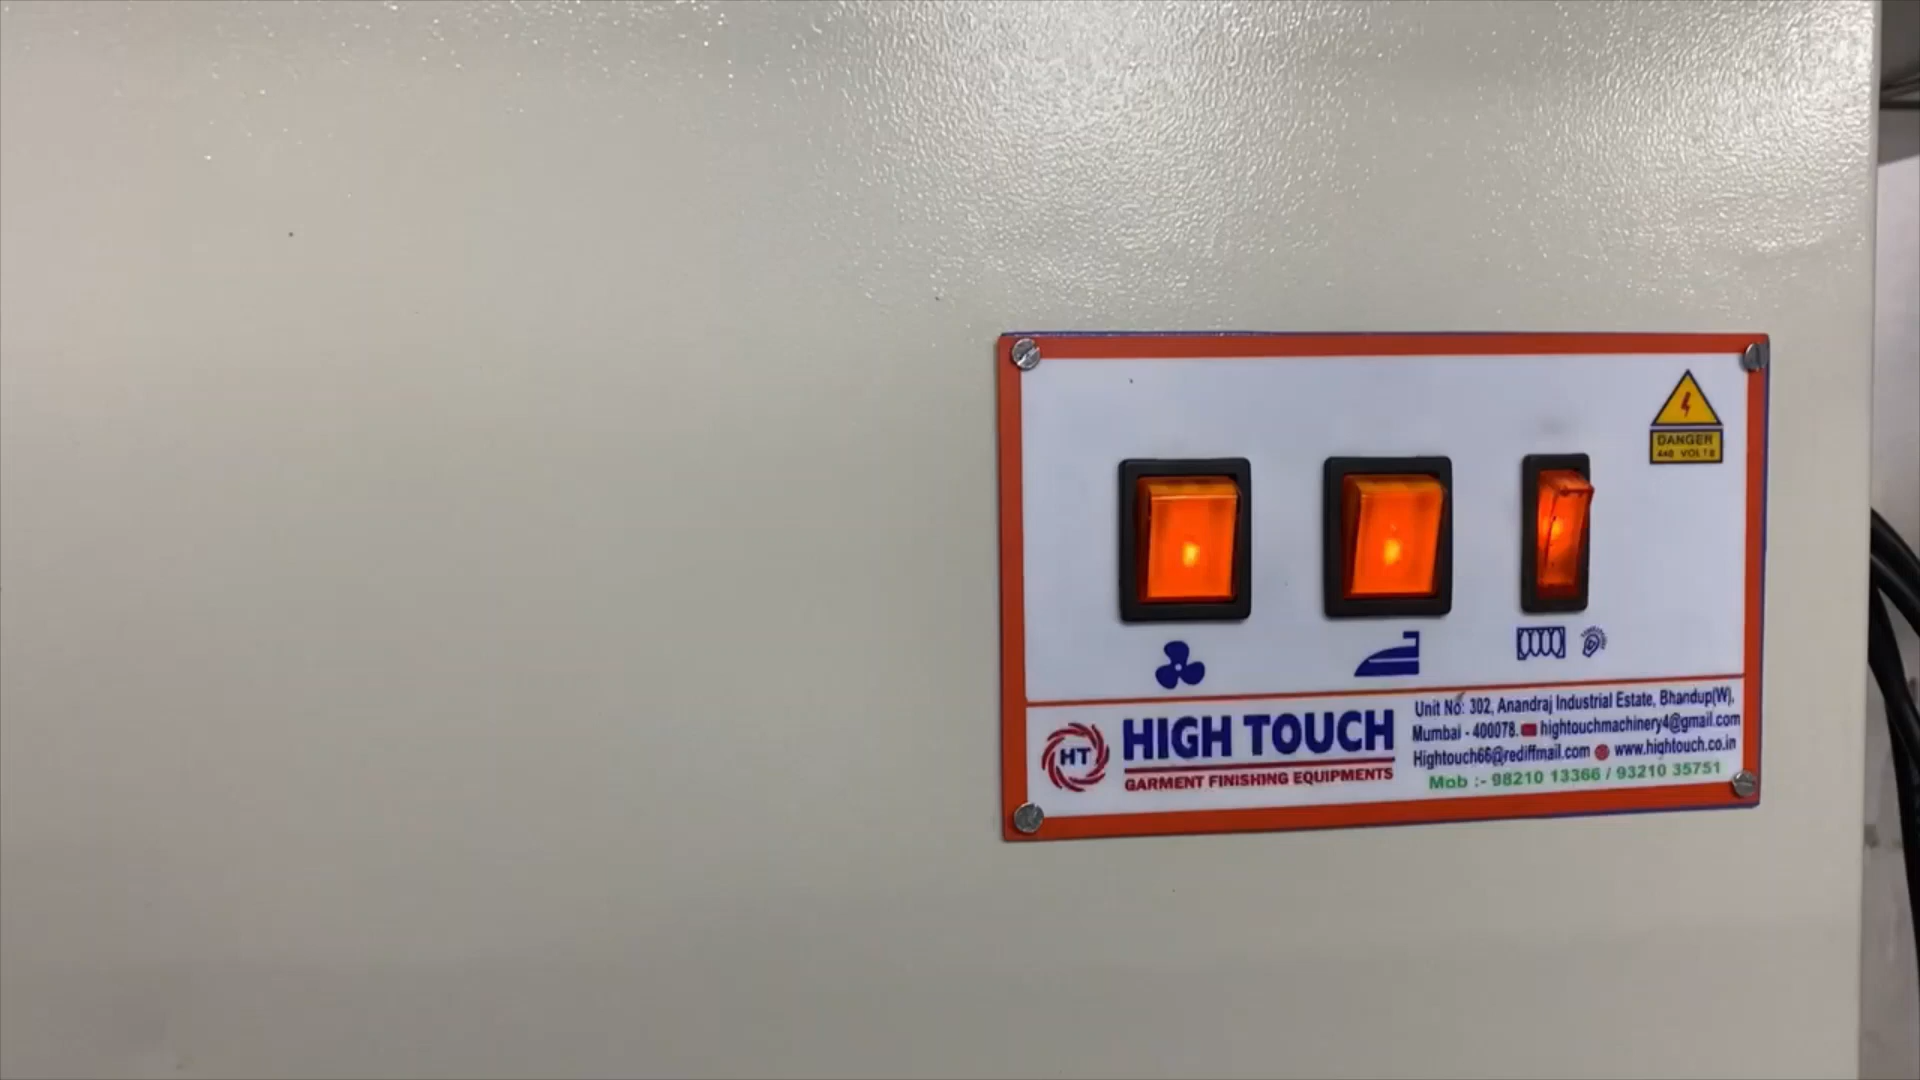 DANGER
440 VOLTS
HT
HIGH TOUCH
GARMENT FINISHING EQUIPMENTS
Unit No: 302, Anandraj Industrial Estate, Bhandup(W),
Mumbai - 400078. hightouchmachinery4@gmail.com
Hightouch66@rediffmail.com www.hightouch.co.in
Mob :- 98210 13366 / 93210 35751